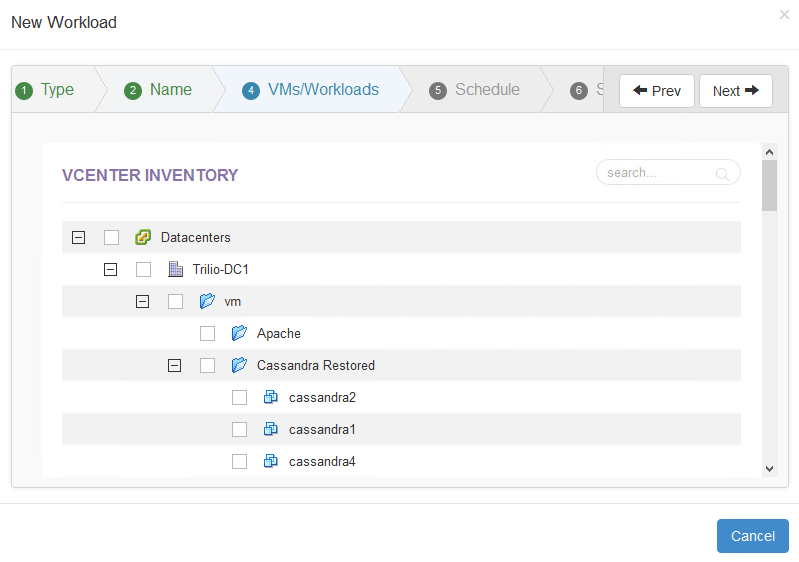 New Workload
1 Type 2 Name 4 VMs/Workloads 5 Schedule 6 S Prev Next
VCENTER INVENTORY
search...
Datacenters
Trilio-DC1
vm
Apache
Cassandra Restored
cassandra2
cassandra1
cassandra4
Cancel